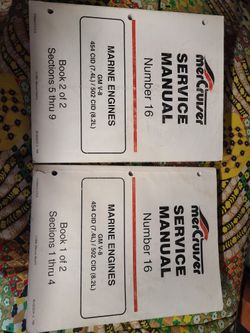 merCruiser
SERVICE
MANUAL
Number 16
MARINE ENGINES
GM V-8
454 CID (7.4L) / 502 CID (8.2L)
Book 2 of 2
Sections 5 thru 9
merCruiser
SERVICE
MANUAL
Number 16
MARINE ENGINES
GM V-8
454 CID (7.4L) / 502 CID (8.2L)
Book 1 of 2
Sections 1 thru 4